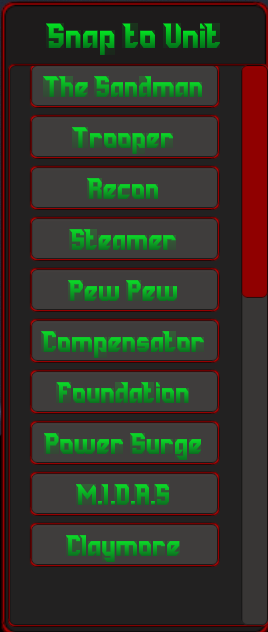 Snap to Unit
The Sandman
Trooper
Recon
Steamer
Pew Pew
Compensator
Foundation
Power Surge
M.I.D.A.S
Claymore